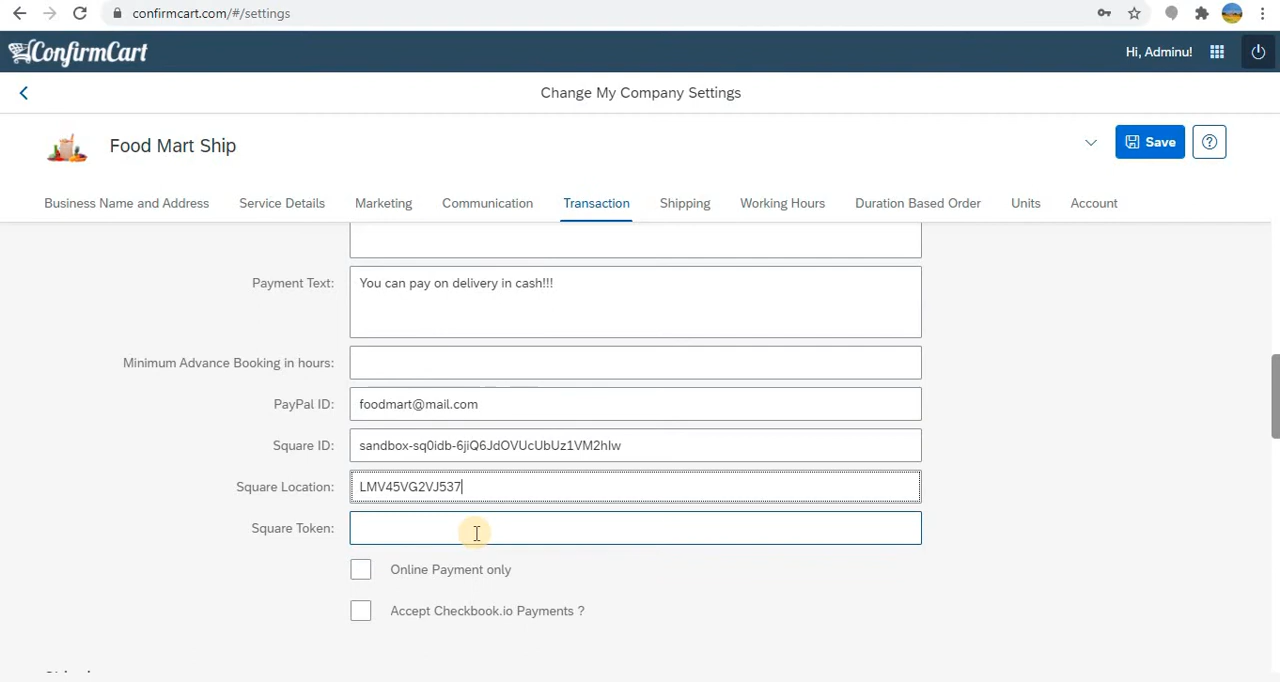 confirmcart.com/#/settings
ConfirmCart
Hi, Adminu!
Change My Company Settings
Food Mart Ship
Save
Business Name and Address Service Details Marketing Communication Transaction Shipping Working Hours Duration Based Order Units Account
Payment Text: You can pay on delivery in cash!!!
Minimum Advance Booking in hours:
PayPal ID: foodmart@mail.com
Square ID: sandbox-sq0idb-6jiQ6JdOVUcUbUz1VM2hIw
Square Location: LMV45VG2VJ537
Square Token:
Online Payment only
Accept Checkbook.io Payments ?